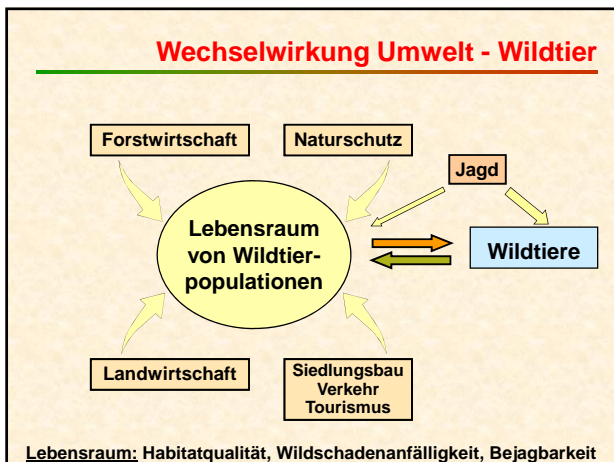 Wechselwirkung Umwelt - Wildtier
Forstwirtschaft
Naturschutz
Jagd
Lebensraum
von Wildtier-
populationen
Wildtiere
Landwirtschaft
Siedlungsbau
Verkehr
Tourismus
Lebensraum: Habitatqualität, Wildschadenanfälligkeit, Bejagbarkeit